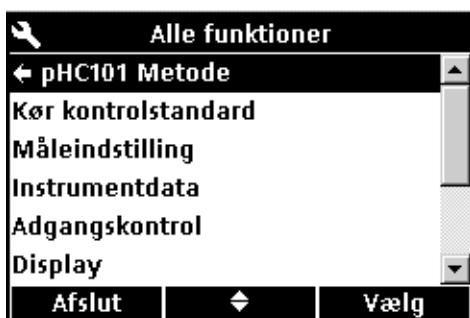 Alle funktioner
← pHC101 Metode
Kør kontrolstandard
Måleindstilling
Instrumentdata
Adgangskontrol
Display
Afslut Vælg